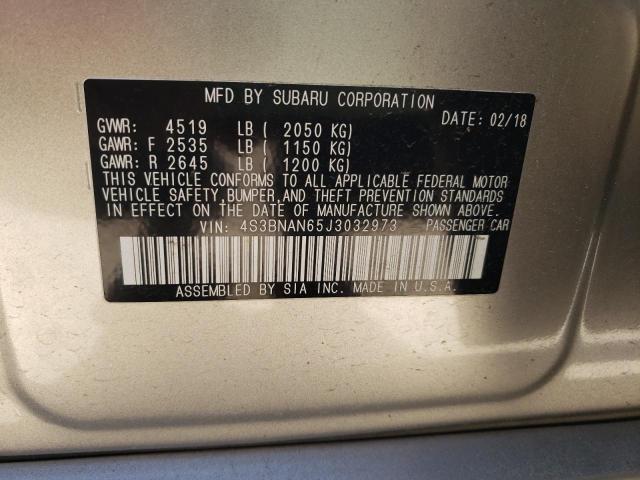 MFD BY SUBARU CORPORATION
DATE: 02/18
GVWR: 4519 LB ( 2050 KG)
GAWR: F 2535 LB ( 1150 KG)
GAWR: R 2645 LB ( 1200 KG)
THIS VEHICLE CONFORMS TO ALL APPLICABLE FEDERAL MOTOR
VEHICLE SAFETY, BUMPER, AND THEFT PREVENTION STANDARDS
IN EFFECT ON THE DATE OF MANUFACTURE SHOWN ABOVE.
VIN: 4S3BNAN65J3032973 PASSENGER CAR
ASSEMBLED BY SIA INC. MADE IN U.S.A.